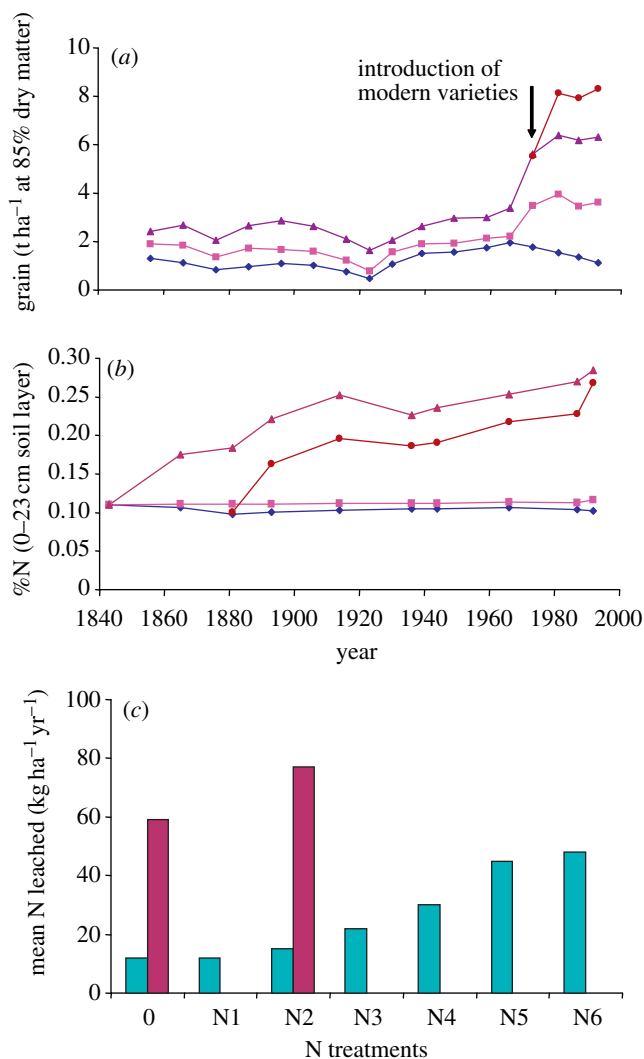 (a)
introduction of
modern varieties
grain (t ha⁻¹ at 85% dry matter)
10
8
6
4
2
0
(b)
%N (0–23 cm soil layer)
0.30
0.25
0.20
0.15
0.10
0.05
0
1840 1860 1880 1900 1920 1940 1960 1980 2000
year
(c)
mean N leached (kg ha⁻¹ yr⁻¹)
100
80
60
40
20
0
0 N1 N2 N3 N4 N5 N6
N treatments